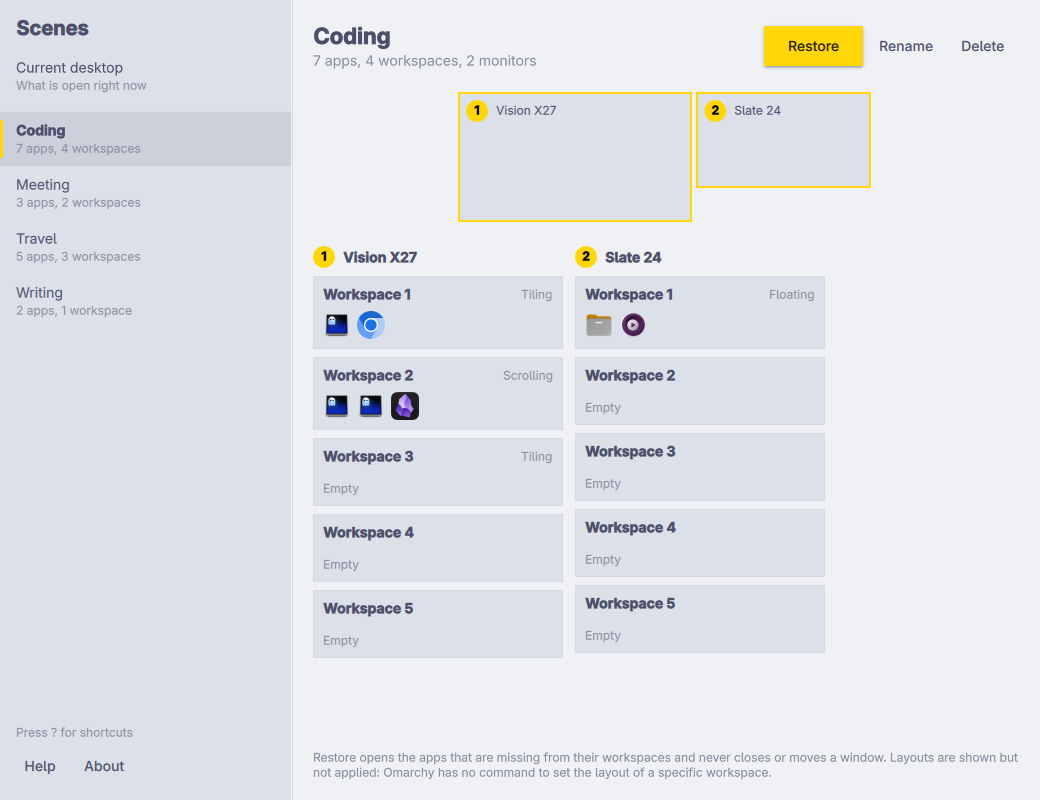 Scenes
Current desktop
What is open right now
Coding
7 apps, 4 workspaces
Meeting
3 apps, 2 workspaces
Travel
5 apps, 3 workspaces
Writing
2 apps, 1 workspace
Press ? for shortcuts
Help About
Coding
7 apps, 4 workspaces, 2 monitors
Restore Rename Delete
1 Vision X27
2 Slate 24
1 Vision X27
Workspace 1 Tiling
Workspace 2 Scrolling
Workspace 3 Tiling
Empty
Workspace 4
Empty
Workspace 5
Empty
2 Slate 24
Workspace 1 Floating
Workspace 2
Empty
Workspace 3
Empty
Workspace 4
Empty
Workspace 5
Empty
Restore opens the apps that are missing from their workspaces and never closes or moves a window. Layouts are shown but
not applied: Omarchy has no command to set the layout of a specific workspace.